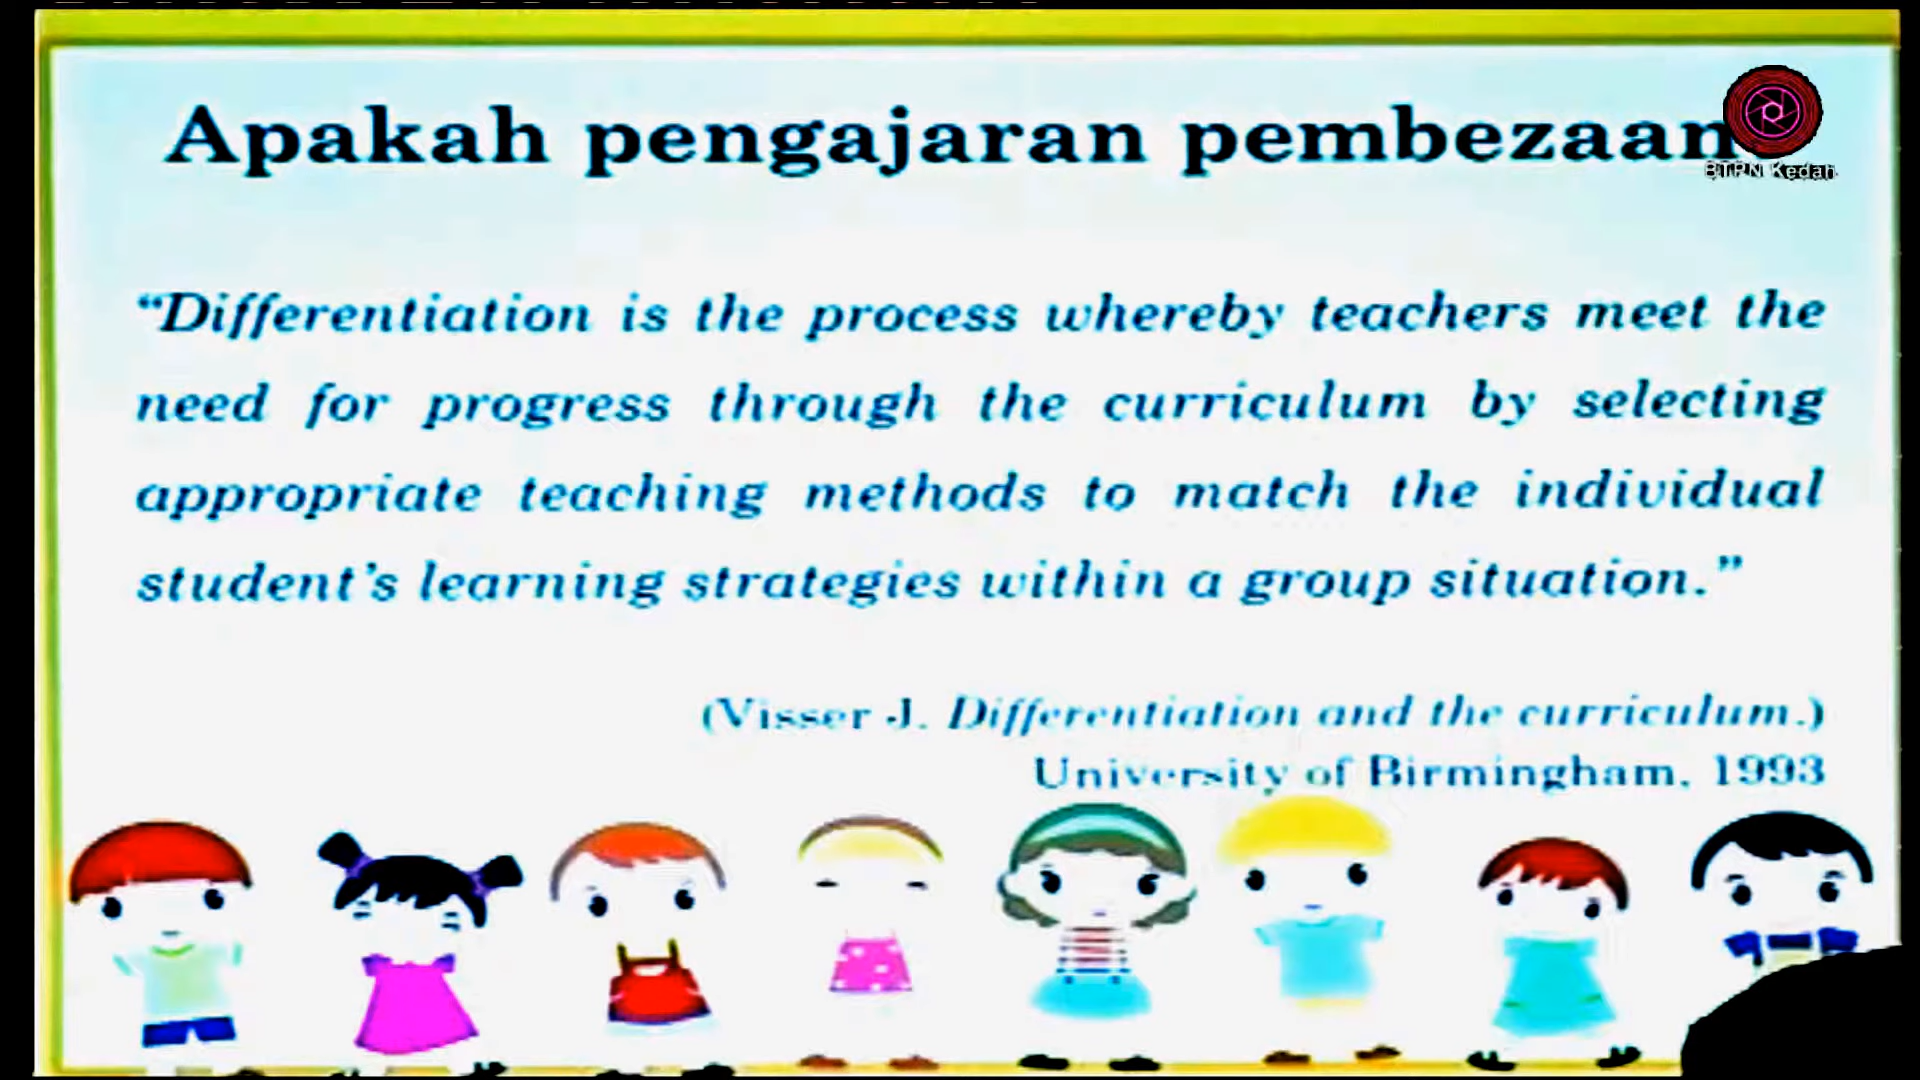 Apakah pengajaran pembezaan
BTPN Kedah
“Differentiation is the process whereby teachers meet the
need for progress through the curriculum by selecting
appropriate teaching methods to match the individual
student’s learning strategies within a group situation.”
(Visser J. Differentiation and the curriculum.)
University of Birmingham, 1993